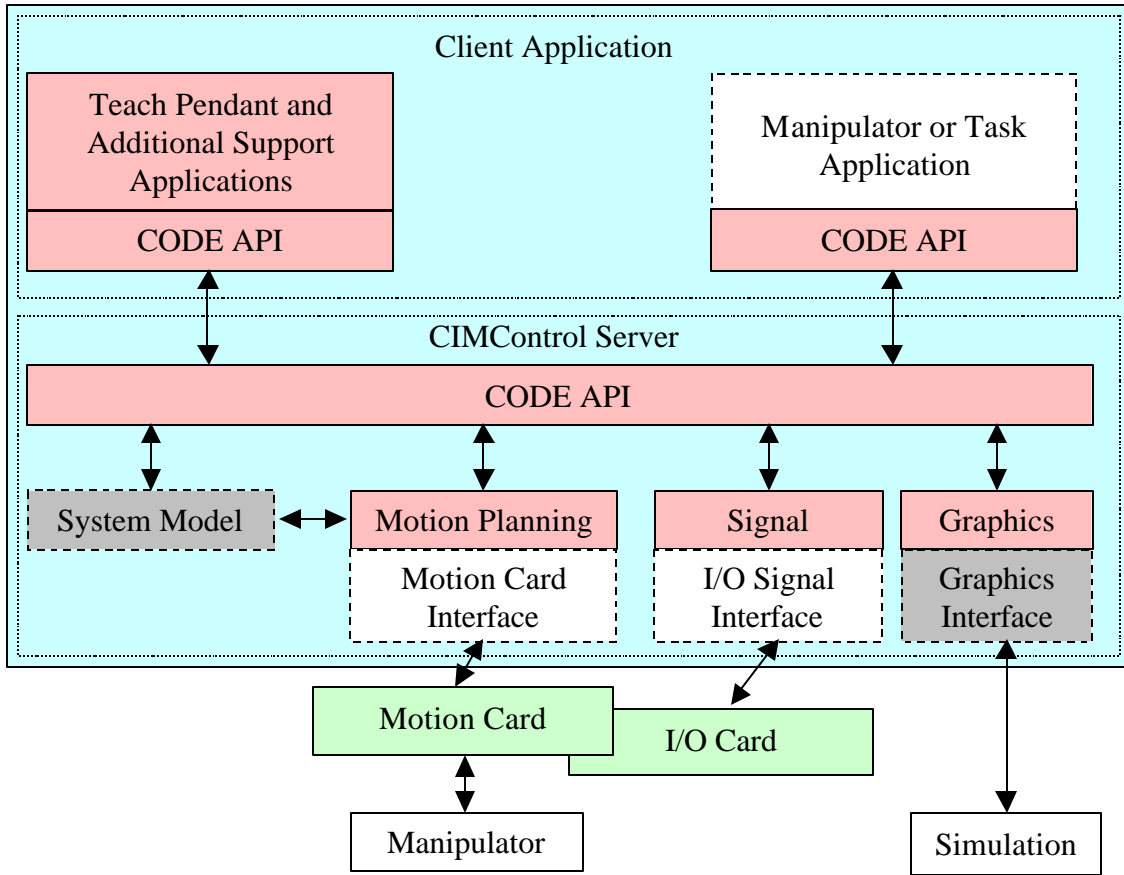 Client Application
Teach Pendant and
Additional Support
Applications
CODE API
Manipulator or Task
Application
CODE API
CIMControl Server
CODE API
System Model
Motion Planning
Motion Card
Interface
Signal
I/O Signal
Interface
Graphics
Graphics
Interface
Motion Card
I/O Card
Manipulator
Simulation